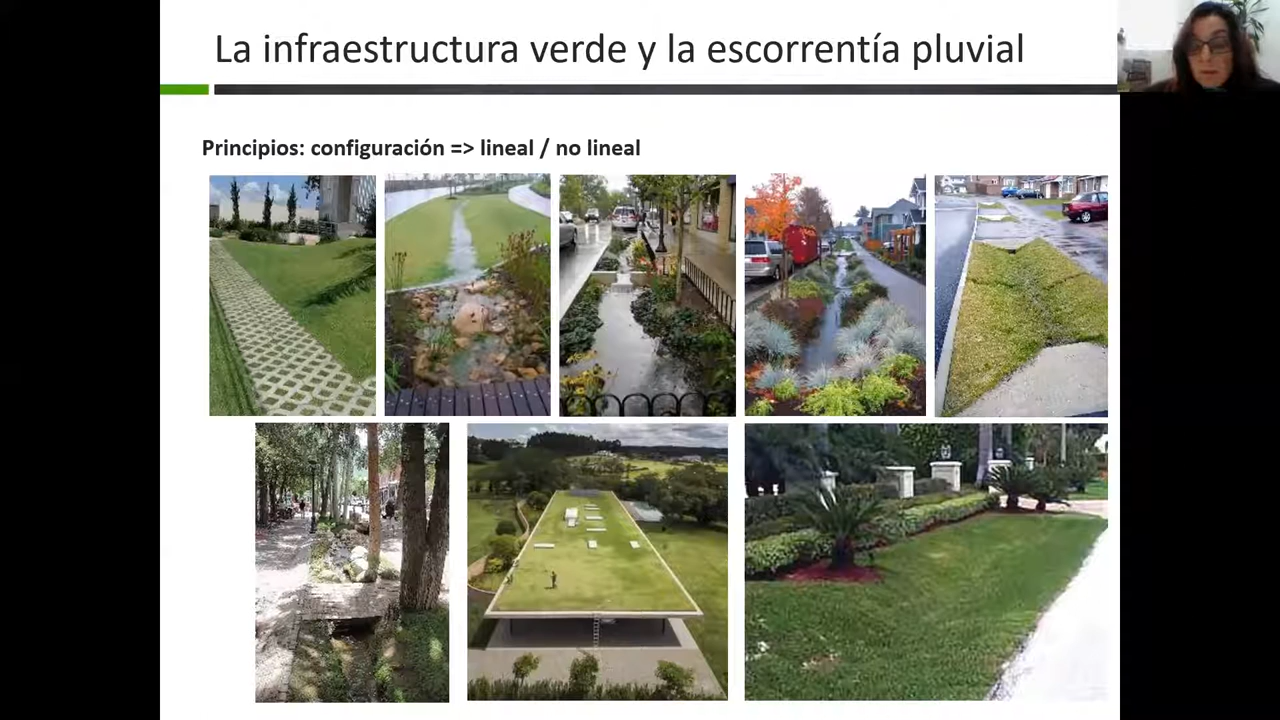 La infraestructura verde y la escorrentía pluvial
Principios: configuración => lineal / no lineal